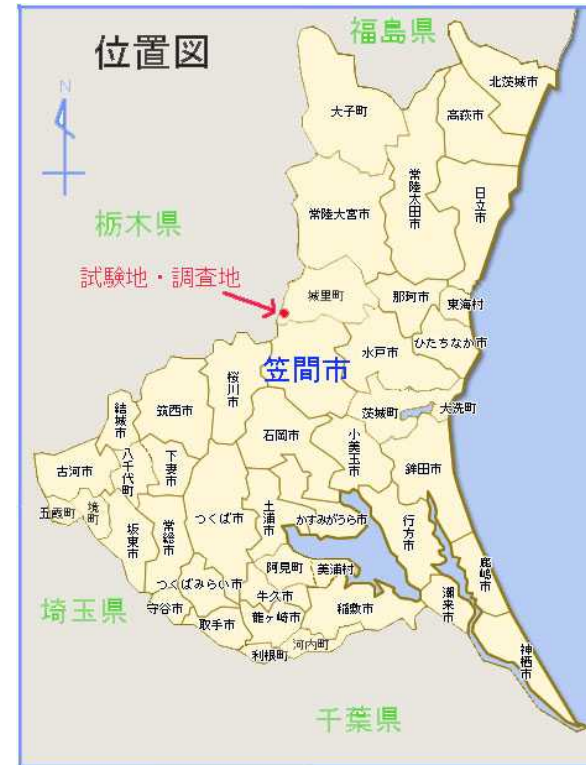 福島県
位置図
北茨城市
N
大子町
高萩市
常陸太田市
日立市
常陸大宮市
栃木県
試験地・調査地
城里町
那珂市
東海村
ひたちなか市
水戸市
笠間市
桜川市
筑西市
結城市
茨城町
大洗町
石岡市
小美玉市
鉾田市
古河市
八千代町
下妻市
五霞町
境町
坂東市
常総市
つくば市
土浦市
かすみがうら市
行方市
鹿嶋市
阿見町
美浦村
つくばみらい市
牛久市
稲敷市
潮来市
埼玉県
守谷市
取手市
龍ヶ崎市
河内町
利根町
神栖市
千葉県